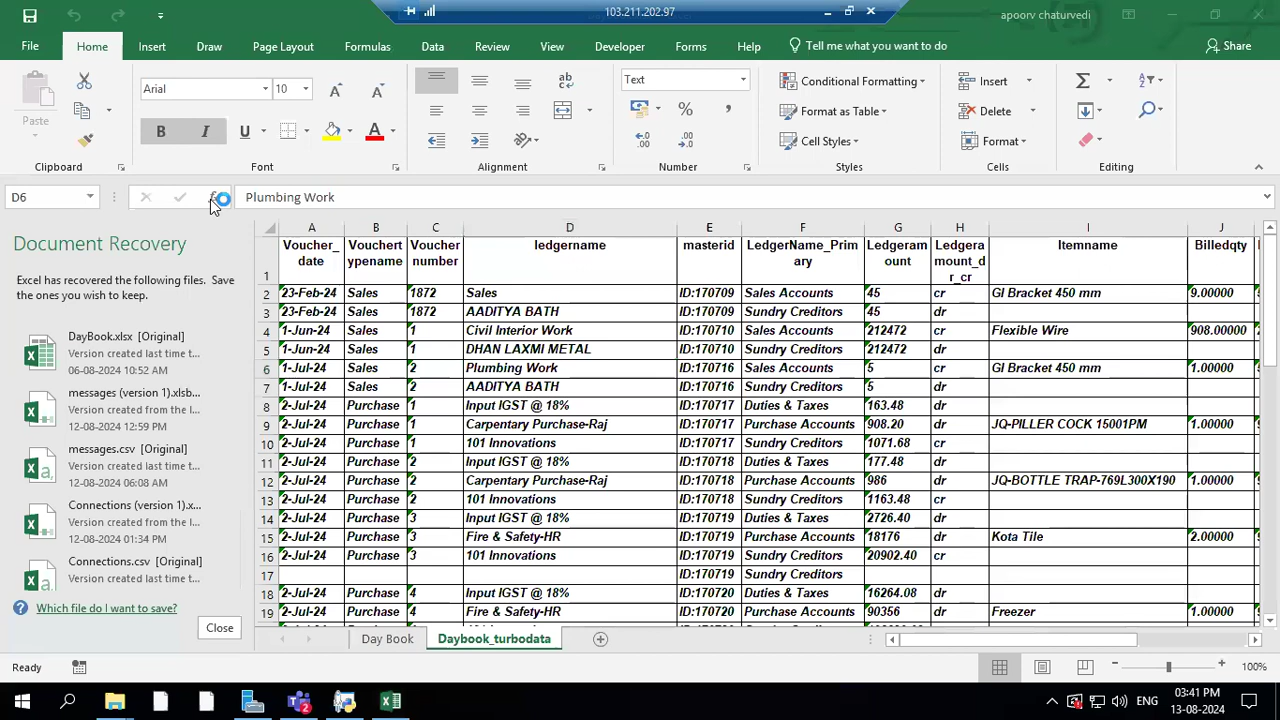 103.211.202.97
apoorv chaturvedi
File Home Insert Draw Page Layout Formulas Data Review View Developer Forms Help Tell me what you want to do Share
Arial 10 Text Conditional Formatting Insert
Paste Format as Table Delete
B I U A Cell Styles Format
Clipboard Font Alignment Number Styles Cells Editing
D6 Plumbing Work
Document Recovery
Excel has recovered the following files. Save
the ones you wish to keep.
DayBook.xlsx [Original]
Version created last time t...
06-08-2024 10:52 AM
messages (version 1).xlsb...
Version created from the l...
12-08-2024 12:59 PM
messages.csv [Original]
Version created last time t...
12-08-2024 06:08 AM
Connections (version 1).x...
Version created from the l...
12-08-2024 01:34 PM
Connections.csv [Original]
Version created last time t...
Which file do I want to save?
Close
A B C D E F G H I J
1 Voucher_date Vouchertypename Vouchernumber ledgername masterid LedgerName_Primary Ledgeramount Ledgeramount_dr_cr Itemname Billedqty
2 23-Feb-24 Sales 1872 Sales ID:170709 Sales Accounts 45 cr GI Bracket 450 mm 9.00000
3 23-Feb-24 Sales 1872 AADITYA BATH ID:170709 Sundry Creditors 45 dr
4 1-Jun-24 Sales 1 Civil Interior Work ID:170710 Sales Accounts 212472 cr Flexible Wire 908.00000
5 1-Jun-24 Sales 1 DHAN LAXMI METAL ID:170710 Sundry Creditors 212472 dr
6 1-Jul-24 Sales 2 Plumbing Work ID:170716 Sales Accounts 5 cr GI Bracket 450 mm 1.00000
7 1-Jul-24 Sales 2 AADITYA BATH ID:170716 Sundry Creditors 5 dr
8 2-Jul-24 Purchase 1 Input IGST @ 18% ID:170717 Duties & Taxes 163.48 dr
9 2-Jul-24 Purchase 1 Carpentary Purchase-Raj ID:170717 Purchase Accounts 908.20 dr JQ-PILLER COCK 15001PM 1.00000
10 2-Jul-24 Purchase 1 101 Innovations ID:170717 Sundry Creditors 1071.68 cr
11 2-Jul-24 Purchase 2 Input IGST @ 18% ID:170718 Duties & Taxes 177.48 dr
12 2-Jul-24 Purchase 2 Carpentary Purchase-Raj ID:170718 Purchase Accounts 986 dr JQ-BOTTLE TRAP-769L300X190 1.00000
13 2-Jul-24 Purchase 2 101 Innovations ID:170718 Sundry Creditors 1163.48 cr
14 2-Jul-24 Purchase 3 Input IGST @ 18% ID:170719 Duties & Taxes 2726.40 dr
15 2-Jul-24 Purchase 3 Fire & Safety-HR ID:170719 Purchase Accounts 18176 dr Kota Tile 2.00000
16 2-Jul-24 Purchase 3 101 Innovations ID:170719 Sundry Creditors 20902.40 cr
17 ID:170719 Sundry Creditors
18 2-Jul-24 Purchase 4 Input IGST @ 18% ID:170720 Duties & Taxes 16264.08 dr
19 2-Jul-24 Purchase 4 Fire & Safety-HR ID:170720 Purchase Accounts 90356 dr Freezer 1.00000
Day Book Daybook_turbodata
Ready 100%
ENG 03:41 PM
13-08-2024